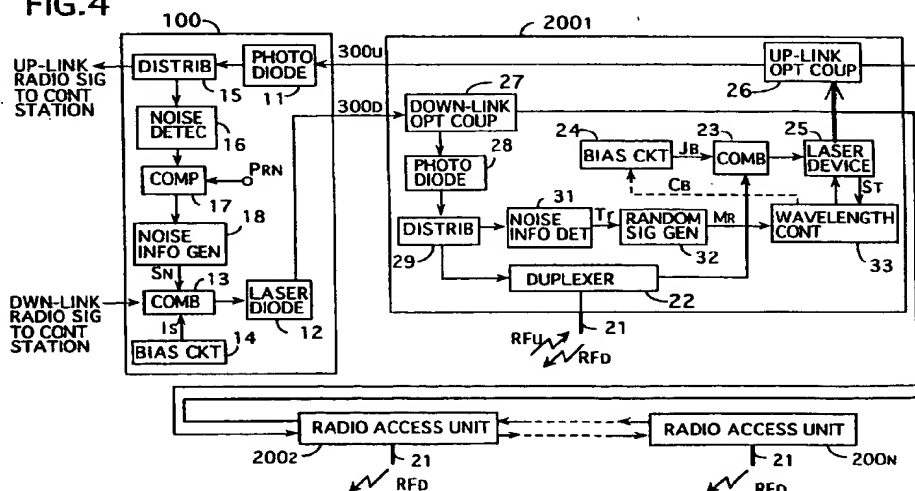 FIG.4
100
2001
UP-LINK
RADIO SIG
TO CONT
STATION
DISTRIB
15
PHOTO
DIODE
11
300U
UP-LINK
OPT COUP
26
NOISE
DETEC
16
300D
27
DOWN-LINK
OPT COUP
24
BIAS CKT
JB
23
COMB
25
LASER
DEVICE
COMP
17
PRN
PHOTO
DIODE
28
CB
ST
18
NOISE
INFO GEN
31
DISTRIB
29
NOISE
INFO DET
Tr
RANDOM
SIG GEN
32
MR
WAVELENGTH
CONT
33
SN
13
DWN-LINK
RADIO SIG
TO CONT
STATION
COMB
LASER
DIODE
12
DUPLEXER
22
IS
14
BIAS CKT
21
RFU
RFD
RADIO ACCESS UNIT
2002
21
RFD
RADIO ACCESS UNIT
200N
21
RFD